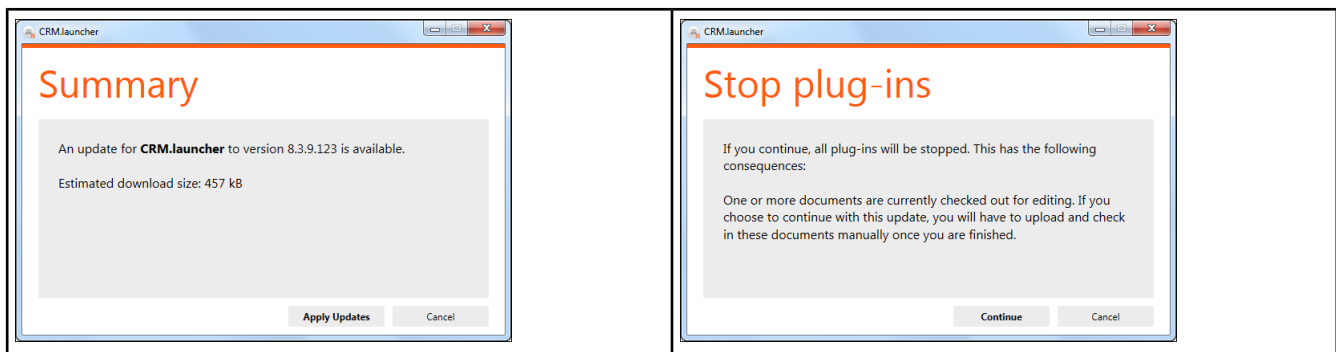 CRM.launcher
Summary
An update for CRM.launcher to version 8.3.9.123 is available.
Estimated download size: 457 kB
Apply Updates
Cancel
CRM.launcher
Stop plug-ins
If you continue, all plug-ins will be stopped. This has the following
consequences:
One or more documents are currently checked out for editing. If you
choose to continue with this update, you will have to upload and check
in these documents manually once you are finished.
Continue
Cancel